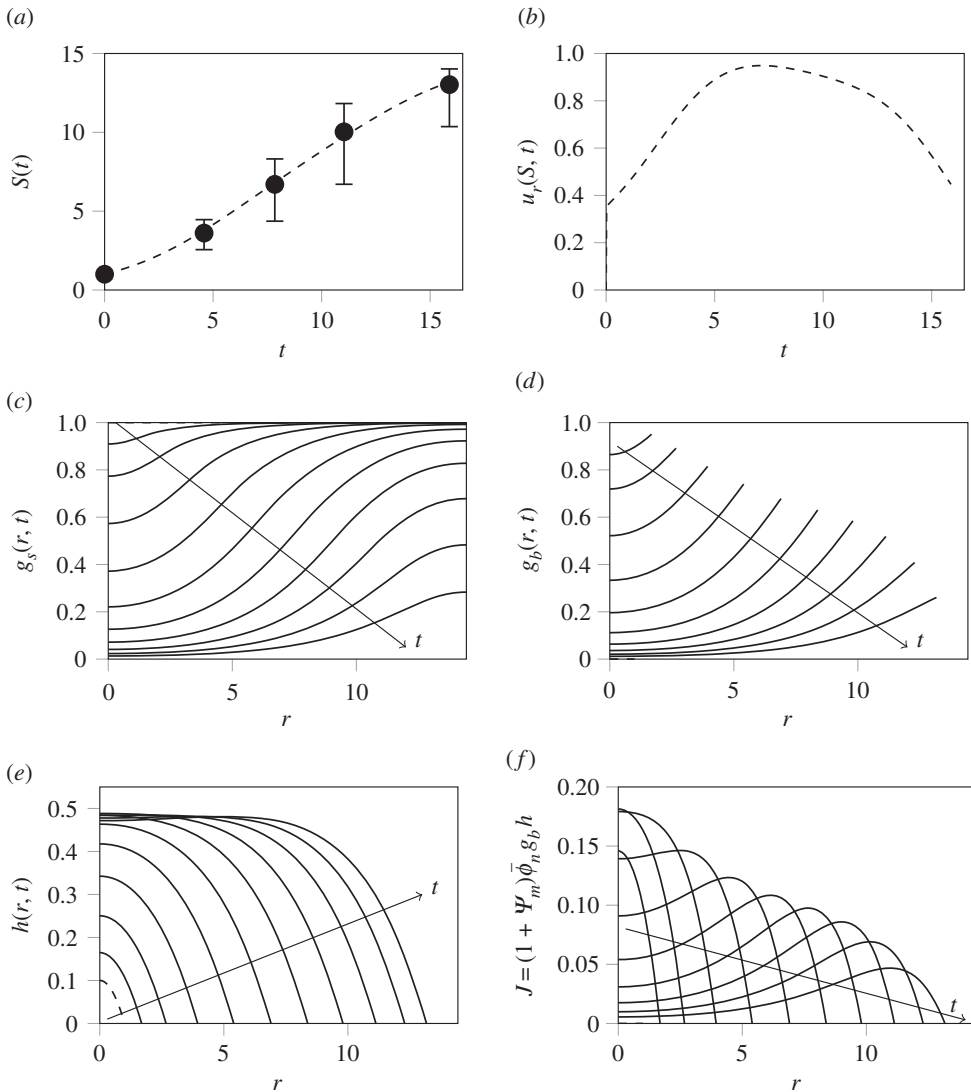 (a)
15
10
5
0
S(t)
0 5 10 15
t
(b)
1.0
0.8
0.6
0.4
0.2
0
u_r(S, t)
0 5 10 15
t
(c)
1.0
0.8
0.6
0.4
0.2
0
g_s(r, t)
t
0 5 10
r
(d)
1.0
0.8
0.6
0.4
0.2
0
g_b(r, t)
t
0 5 10
r
(e)
0.5
0.4
0.3
0.2
0.1
0
h(r, t)
t
0 5 10
r
(f)
0.20
0.15
0.10
0.05
0
J = (1 + Ψ_m)ϕ̄_n g_b h
t
0 5 10
r